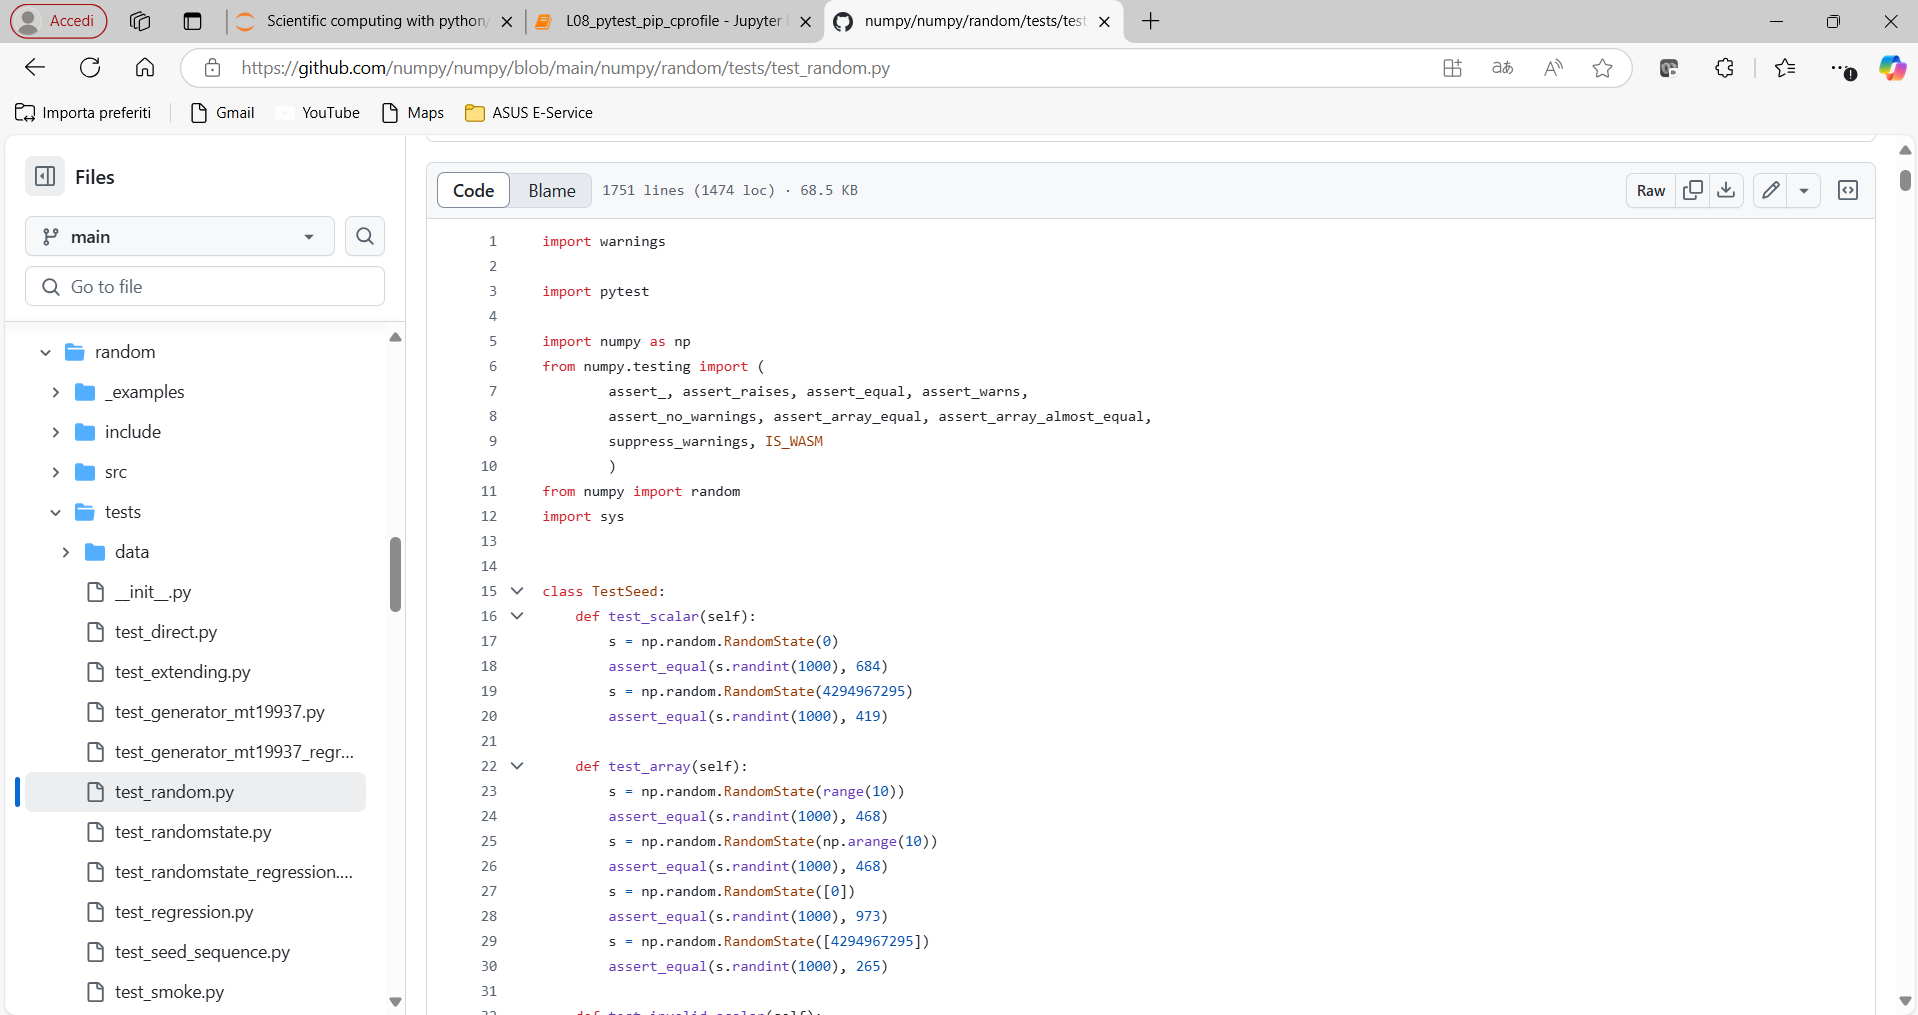 Accedi
Scientific computing with python/
L08_pytest_pip_cprofile - Jupyter
numpy/numpy/random/tests/test
https://github.com/numpy/numpy/blob/main/numpy/random/tests/test_random.py
Importa preferiti
Gmail
YouTube
Maps
ASUS E-Service
Files
main
Go to file
random
_examples
include
src
tests
data
__init__.py
test_direct.py
test_extending.py
test_generator_mt19937.py
test_generator_mt19937_regr...
test_random.py
test_randomstate.py
test_randomstate_regression....
test_regression.py
test_seed_sequence.py
test_smoke.py
Code Blame 1751 lines (1474 loc) · 68.5 KB
Raw
1 import warnings
2
3 import pytest
4
5 import numpy as np
6 from numpy.testing import (
7 assert_, assert_raises, assert_equal, assert_warns,
8 assert_no_warnings, assert_array_equal, assert_array_almost_equal,
9 suppress_warnings, IS_WASM
10 )
11 from numpy import random
12 import sys
13
14
15 class TestSeed:
16 def test_scalar(self):
17 s = np.random.RandomState(0)
18 assert_equal(s.randint(1000), 684)
19 s = np.random.RandomState(4294967295)
20 assert_equal(s.randint(1000), 419)
21
22 def test_array(self):
23 s = np.random.RandomState(range(10))
24 assert_equal(s.randint(1000), 468)
25 s = np.random.RandomState(np.arange(10))
26 assert_equal(s.randint(1000), 468)
27 s = np.random.RandomState([0])
28 assert_equal(s.randint(1000), 973)
29 s = np.random.RandomState([4294967295])
30 assert_equal(s.randint(1000), 265)
31
32 def test_invalid_scalar(self):